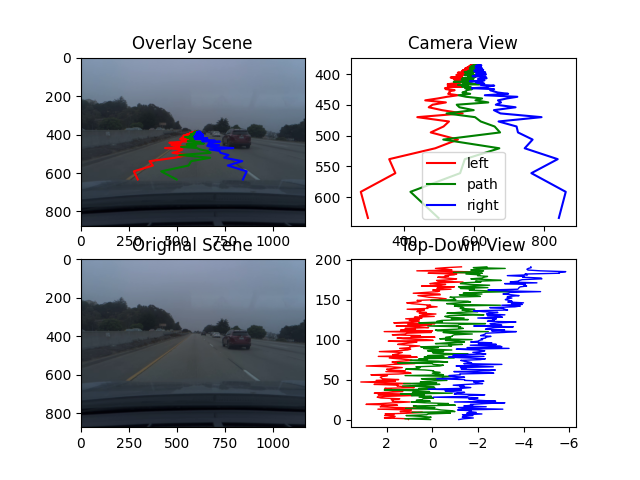 Overlay Scene
0
200
400
600
800
0 250 500 750 1000
Camera View
400
450
500
550
600
400 600 800
left
path
right
Original Scene
0
200
400
600
800
0 250 500 750 1000
Top-Down View
200
150
100
50
0
2 0 −2 −4 −6